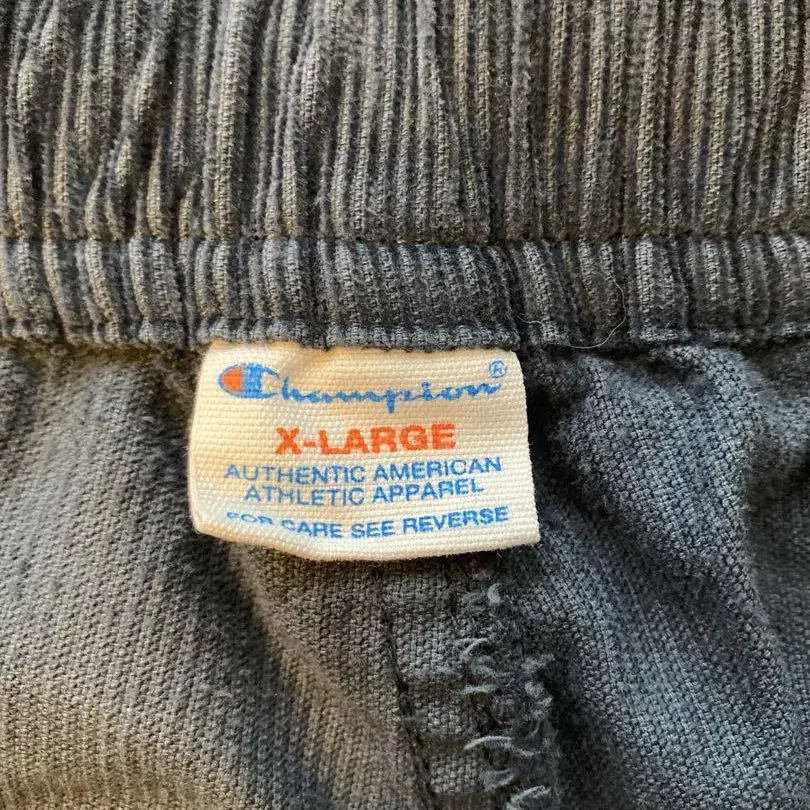 Champion®
X-LARGE
AUTHENTIC AMERICAN
ATHLETIC APPAREL
FOR CARE SEE REVERSE